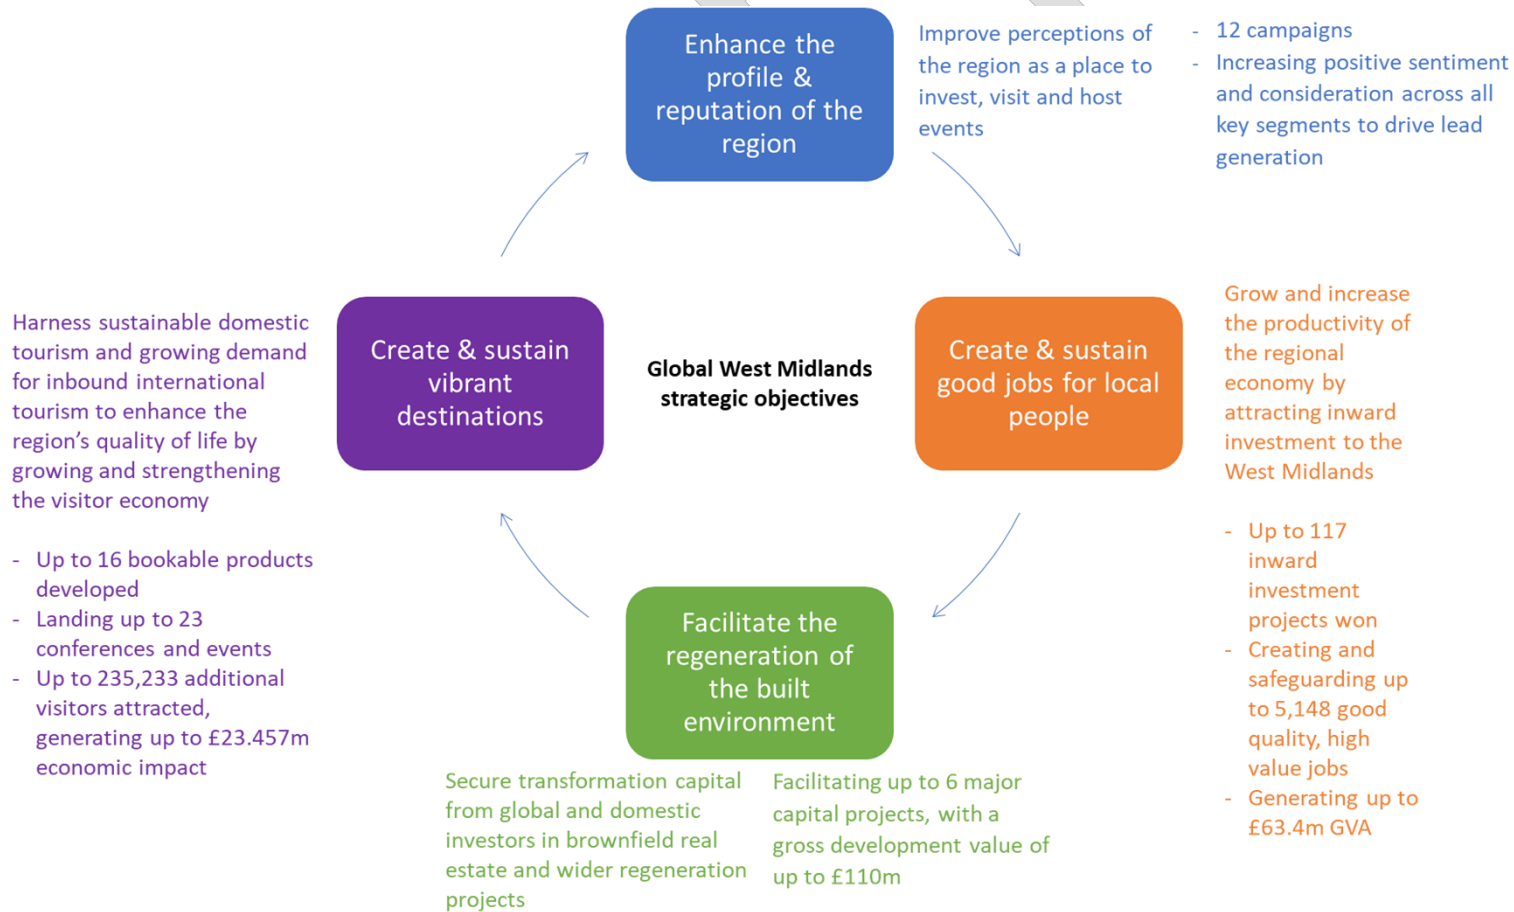 Enhance the
profile &
reputation of the
region
Improve perceptions of
the region as a place to
invest, visit and host
events
- 12 campaigns
- Increasing positive sentiment
and consideration across all
key segments to drive lead
generation
Global West Midlands
strategic objectives
Create & sustain
good jobs for local
people
Grow and increase
the productivity of
the regional
economy by
attracting inward
investment to the
West Midlands
- Up to 117
inward
investment
projects won
- Creating and
safeguarding up
to 5,148 good
quality, high
value jobs
- Generating up to
£63.4m GVA
Facilitate the
regeneration of
the built
environment
Secure transformation capital
from global and domestic
investors in brownfield real
estate and wider regeneration
projects
Facilitating up to 6 major
capital projects, with a
gross development value of
up to £110m
Create & sustain
vibrant
destinations
Harness sustainable domestic
tourism and growing demand
for inbound international
tourism to enhance the
region’s quality of life by
growing and strengthening
the visitor economy
- Up to 16 bookable products
developed
- Landing up to 23
conferences and events
- Up to 235,233 additional
visitors attracted,
generating up to £23.457m
economic impact